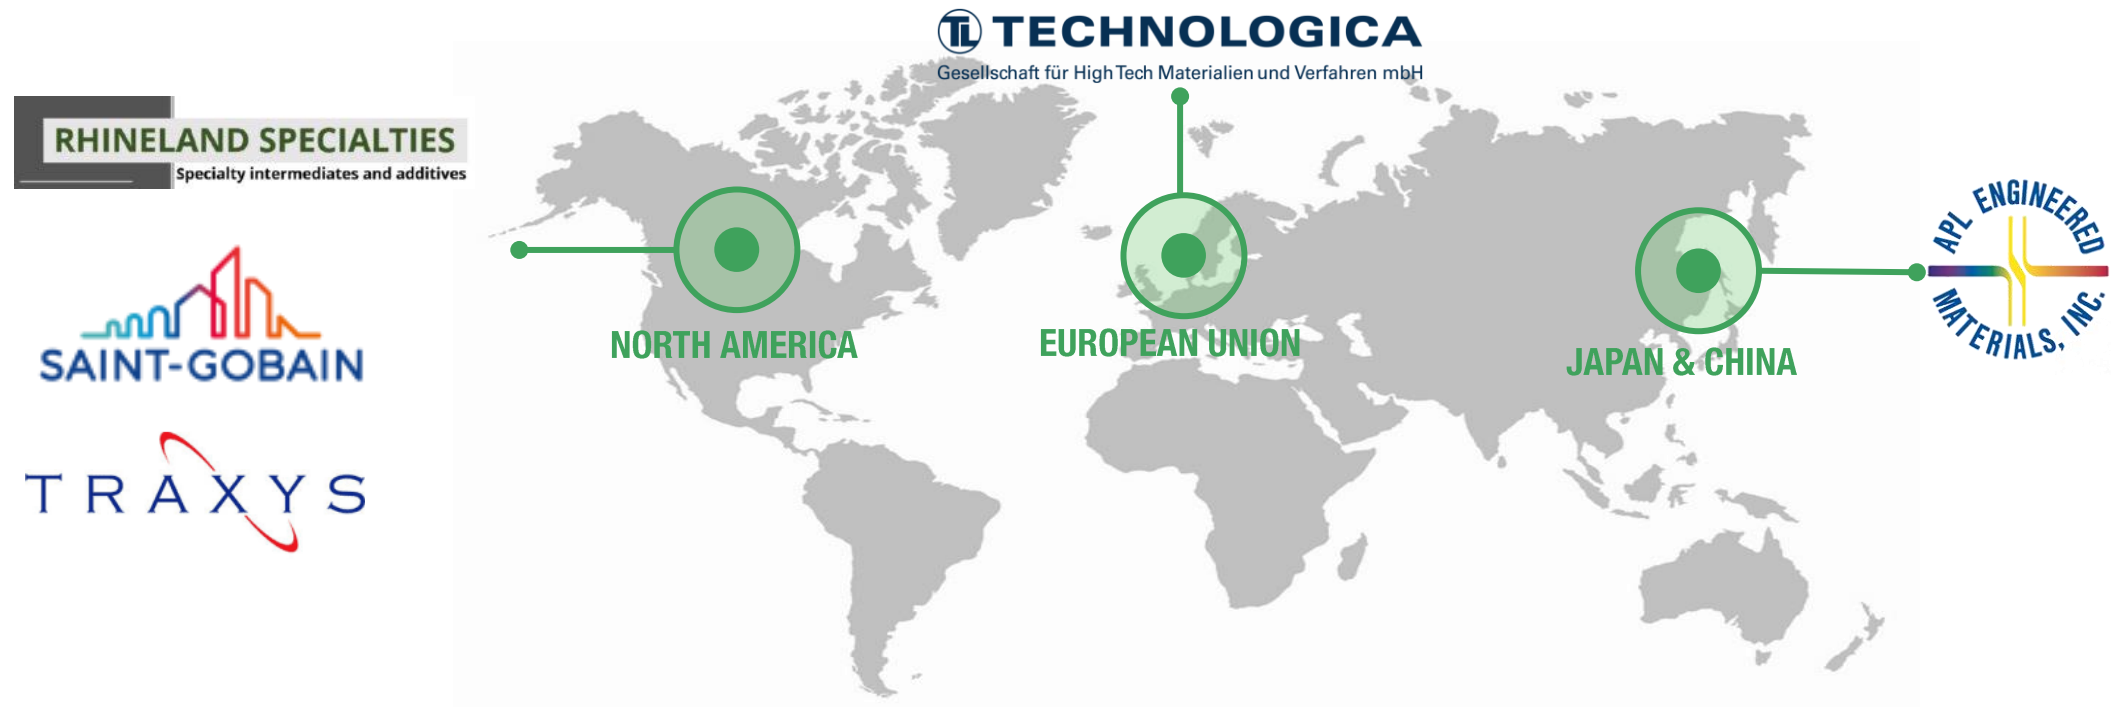 TL TECHNOLOGICA
Gesellschaft für High Tech Materialien und Verfahren mbH
RHINELAND SPECIALTIES
Specialty intermediates and additives
SAINT-GOBAIN
TRAXYS
NORTH AMERICA
EUROPEAN UNION
JAPAN & CHINA
APL ENGINEERED
MATERIALS, INC.